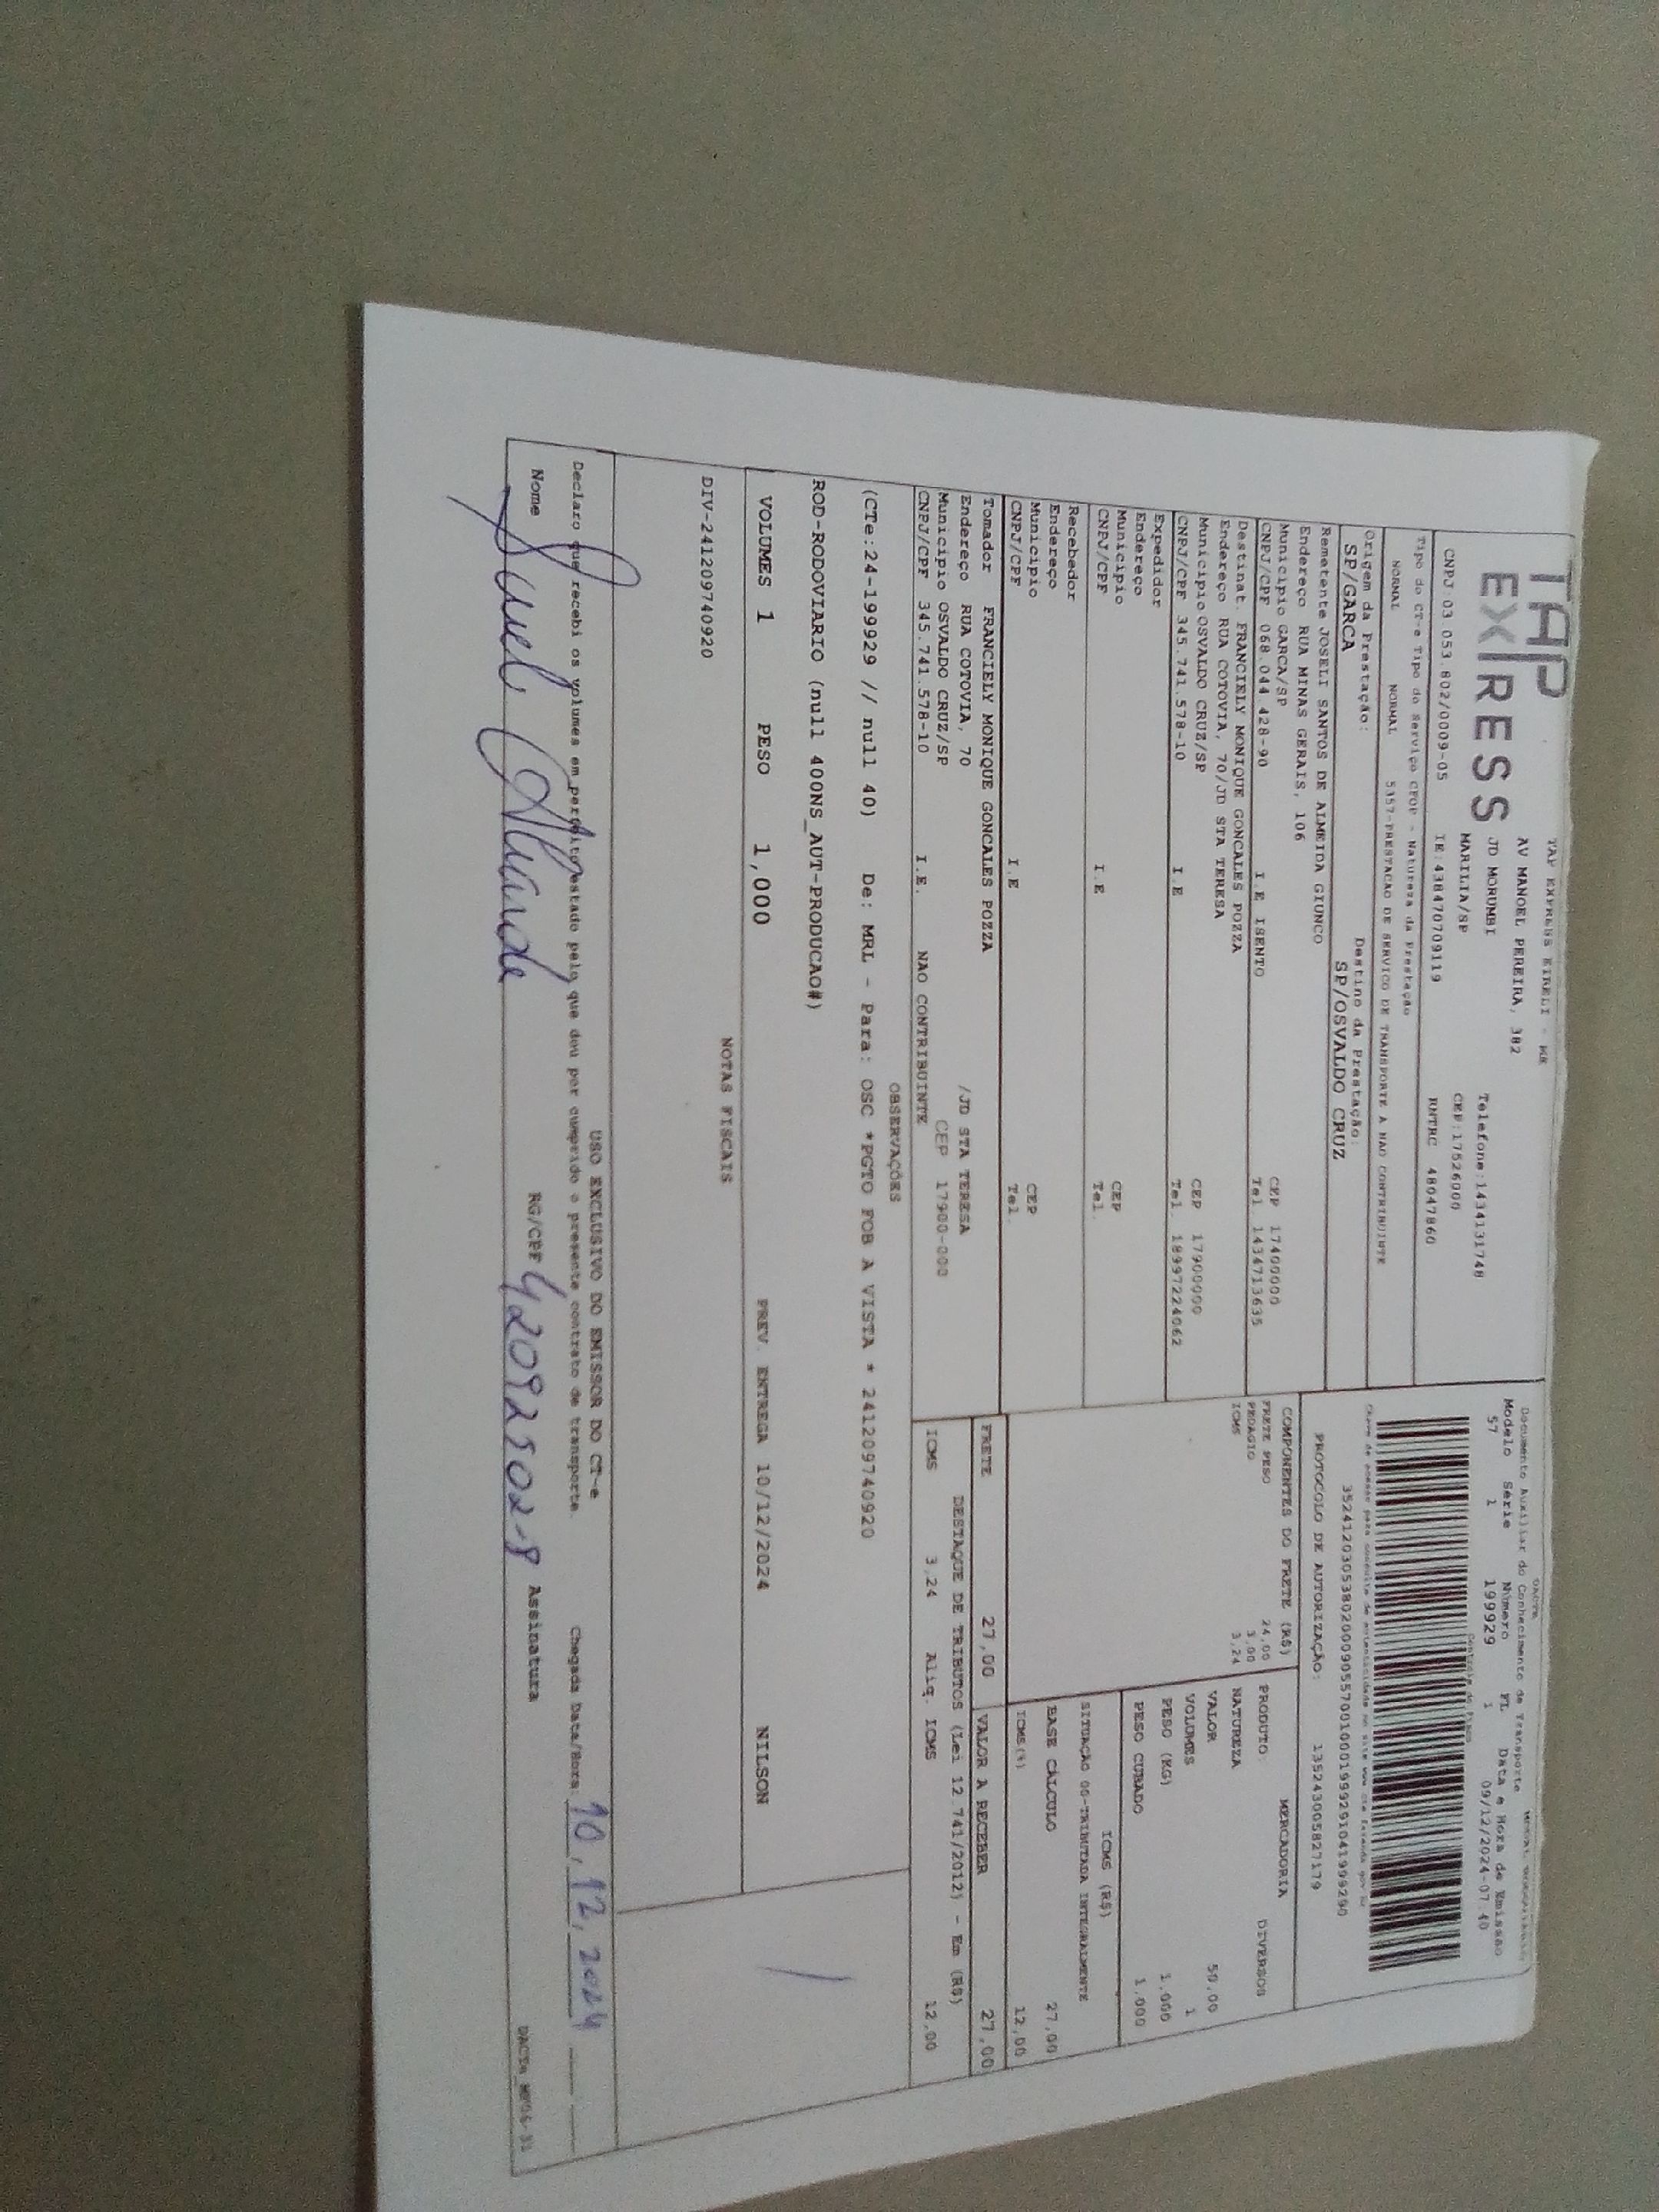 TAP EXPRESS
TAP EXPRESS EIRELI - ME
AV MANOEL PEREIRA, 382
JD MORUMBI
MARILIA/SP
Telefone:1434131748
CEP:17526000
CNPJ:03.053.802/0009-05 IE:438470709119 RNTRC 48047860
Tipo do CT-e Tipo do Serviço CFOP - Natureza da Prestação
NORMAL NORMAL 5357-PRESTACAO DE SERVICO DE TRANSPORTE A NAO CONTRIBUINTE
Origem da Prestação: Destino da Prestação:
SP/GARCA SP/OSVALDO CRUZ
Remetente JOSELI SANTOS DE ALMEIDA GIUNCO
Endereço RUA MINAS GERAIS, 106
Municipio GARCA/SP CEP 17400000
CNPJ/CPF 068.044.428-90 I.E ISENTO Tel. 1434713635
Destinat. FRANCIELY MONIQUE GONCALES POZZA
Endereço RUA COTOVIA, 70/JD STA TERESA
Municipio OSVALDO CRUZ/SP CEP 17900000
CNPJ/CPF 345.741.578-10 I.E Tel. 18997224062
Expedidor
Endereço
Municipio CEP
CNPJ/CPF I.E Tel.
Recebedor
Endereço
Municipio CEP
CNPJ/CPF I.E Tel.
Tomador FRANCIELY MONIQUE GONCALES POZZA
Endereço RUA COTOVIA, 70 /JD STA TERESA
Municipio OSVALDO CRUZ/SP CEP 17900-000
CNPJ/CPF 345.741.578-10 I.E. NAO CONTRIBUINTE
DACTE
Documento Auxiliar do Conhecimento de Transporte
Modelo Série Número FL Data e Hora de Emissão
57 1 199929 1 09/12/2024-07:40
Controle do Fisco
PROTOCOLO DE AUTORIZAÇÃO: 135243005827179
COMPONENTES DO FRETE (R$)
FRETE PESO 24,00
PEDAGIO 3,00
ICMS 3,24
MERCADORIA
PRODUTO: DIVERSOS
NATUREZA
VALOR 50,00
VOLUMES 1
PESO (KG) 1.000
PESO CUBADO 1.000
ICMS (R$)
SITUAÇÃO 00-TRIBUTADA INTEGRALMENTE
BASE CÁLCULO 27,00
ICMS(%) 12,00
FRETE 27,00 VALOR A RECEBER 27,00
DESTAQUE DE TRIBUTOS (Lei 12.741/2012) - Em (R$)
ICMS 3,24 Aliq. ICMS 12,00
OBSERVAÇÕES
(CTe:24-199929 // null 40) De: MRL - Para: OSC *PGTO FOB A VISTA * 241209740920
ROD-RODOVIARIO (null 400NS_AUT-PRODUCAO#)
VOLUMES 1 PESO 1,000 PREV. ENTREGA 10/12/2024 NILSON
NOTAS FISCAIS
DIV-241209740920
USO EXCLUSIVO DO EMISSOR DO CT-e
Declaro que recebi os volumes em perfeito estado pelo que dou por cumprido o presente contrato de transporte. Chegada Data/Hora: 10, 12, 2024
Nome Sueli RG/CPF 42092502-8 Assinatura